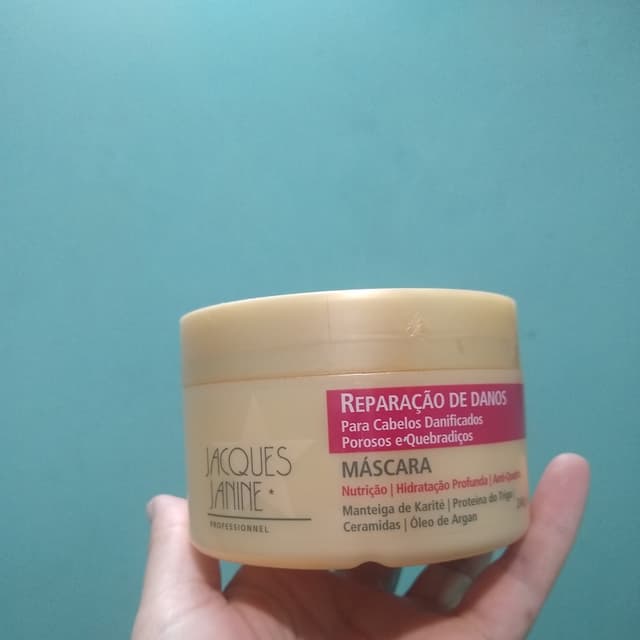 JACQUES
JANINE
PROFESSIONNEL
REPARAÇÃO DE DANOS
Para Cabelos Danificados
Porosos e Quebradiços
MÁSCARA
Nutrição | Hidratação Profunda |
Manteiga de Karité | Proteína do Trigo |
Ceramidas | Óleo de Argan